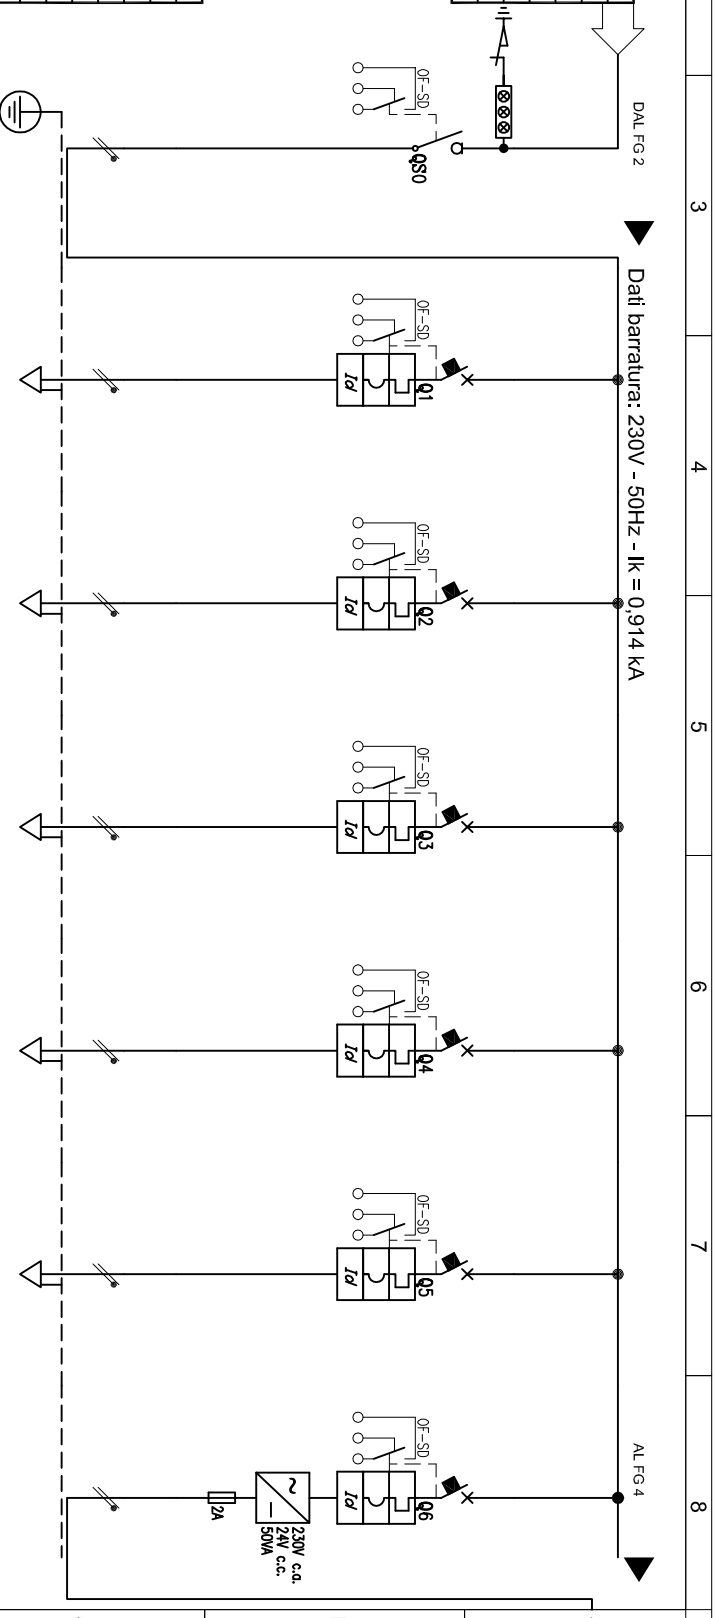 DAL FG 2
3
OF-SD
QS0
Dati barratura: 230V - 50Hz - Ik = 0,914 kA
OF-SD
Q1
Id
4
OF-SD
Q2
Id
5
OF-SD
Q3
Id
6
OF-SD
Q4
Id
7
OF-SD
Q5
Id
AL FG 4
8
OF-SD
Q6
Id
~
230V c.a.
24V c.c.
50VA
2A